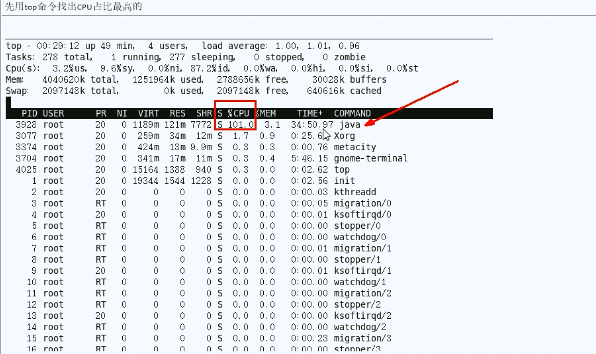 先用top命令找出CPU占比最高的
top - 00:29:12 up 49 min,  4 users,  load average: 1.00, 1.01, 0.96
Tasks: 278 total,   1 running, 277 sleeping,   0 stopped,   0 zombie
Cpu(s):  3.2%us,  9.6%sy,  0.0%ni, 87.2%id,  0.0%wa,  0.0%hi,  0.0%si,  0.0%st
Mem:   4040620k total,  1251964k used,  2788656k free,    30028k buffers
Swap:  2097148k total,        0k used,  2097148k free,   640616k cached
PID USER      PR  NI  VIRT  RES  SHR S %CPU %MEM    TIME+  COMMAND
3928 root      20   0 1189m 121m 7772 S 101.0  3.1  34:50.97 java
3077 root      20   0  259m  34m  12m S  1.7  0.9   0:25.6 Xorg
3374 root      20   0  424m  13m 9.9m S  0.3  0.3   0:00.76 metacity
3704 root      20   0  341m  17m  11m S  0.3  0.4   5:46.15 gnome-terminal
4025 root      20   0 15164 1388  940 S  0.3  0.0   0:02.62 top
1 root      20   0 19344 1544 1228 S  0.0  0.0   0:02.56 init
2 root      20   0     0    0    0 S  0.0  0.0   0:00.03 kthreadd
3 root      RT   0     0    0    0 S  0.0  0.0   0:00.05 migration/0
4 root      20   0     0    0    0 S  0.0  0.0   0:00.01 ksoftirqd/0
5 root      RT   0     0    0    0 S  0.0  0.0   0:00.00 stopper/0
6 root      RT   0     0    0    0 S  0.0  0.0   0:00.00 watchdog/0
7 root      RT   0     0    0    0 S  0.0  0.0   0:00.01 migration/1
8 root      RT   0     0    0    0 S  0.0  0.0   0:00.00 stopper/1
9 root      20   0     0    0    0 S  0.0  0.0   0:00.01 ksoftirqd/1
10 root      RT   0     0    0    0 S  0.0  0.0   0:00.00 watchdog/1
11 root      RT   0     0    0    0 S  0.0  0.0   0:00.00 migration/2
12 root      RT   0     0    0    0 S  0.0  0.0   0:00.00 stopper/2
13 root      20   0     0    0    0 S  0.0  0.0   0:00.00 ksoftirqd/2
14 root      RT   0     0    0    0 S  0.0  0.0   0:00.00 watchdog/2
15 root      RT   0     0    0    0 S  0.0  0.0   0:00.23 migration/3
16 root      RT   0     0    0    0 S  0.0  0.0   0:00.00 stopper/3